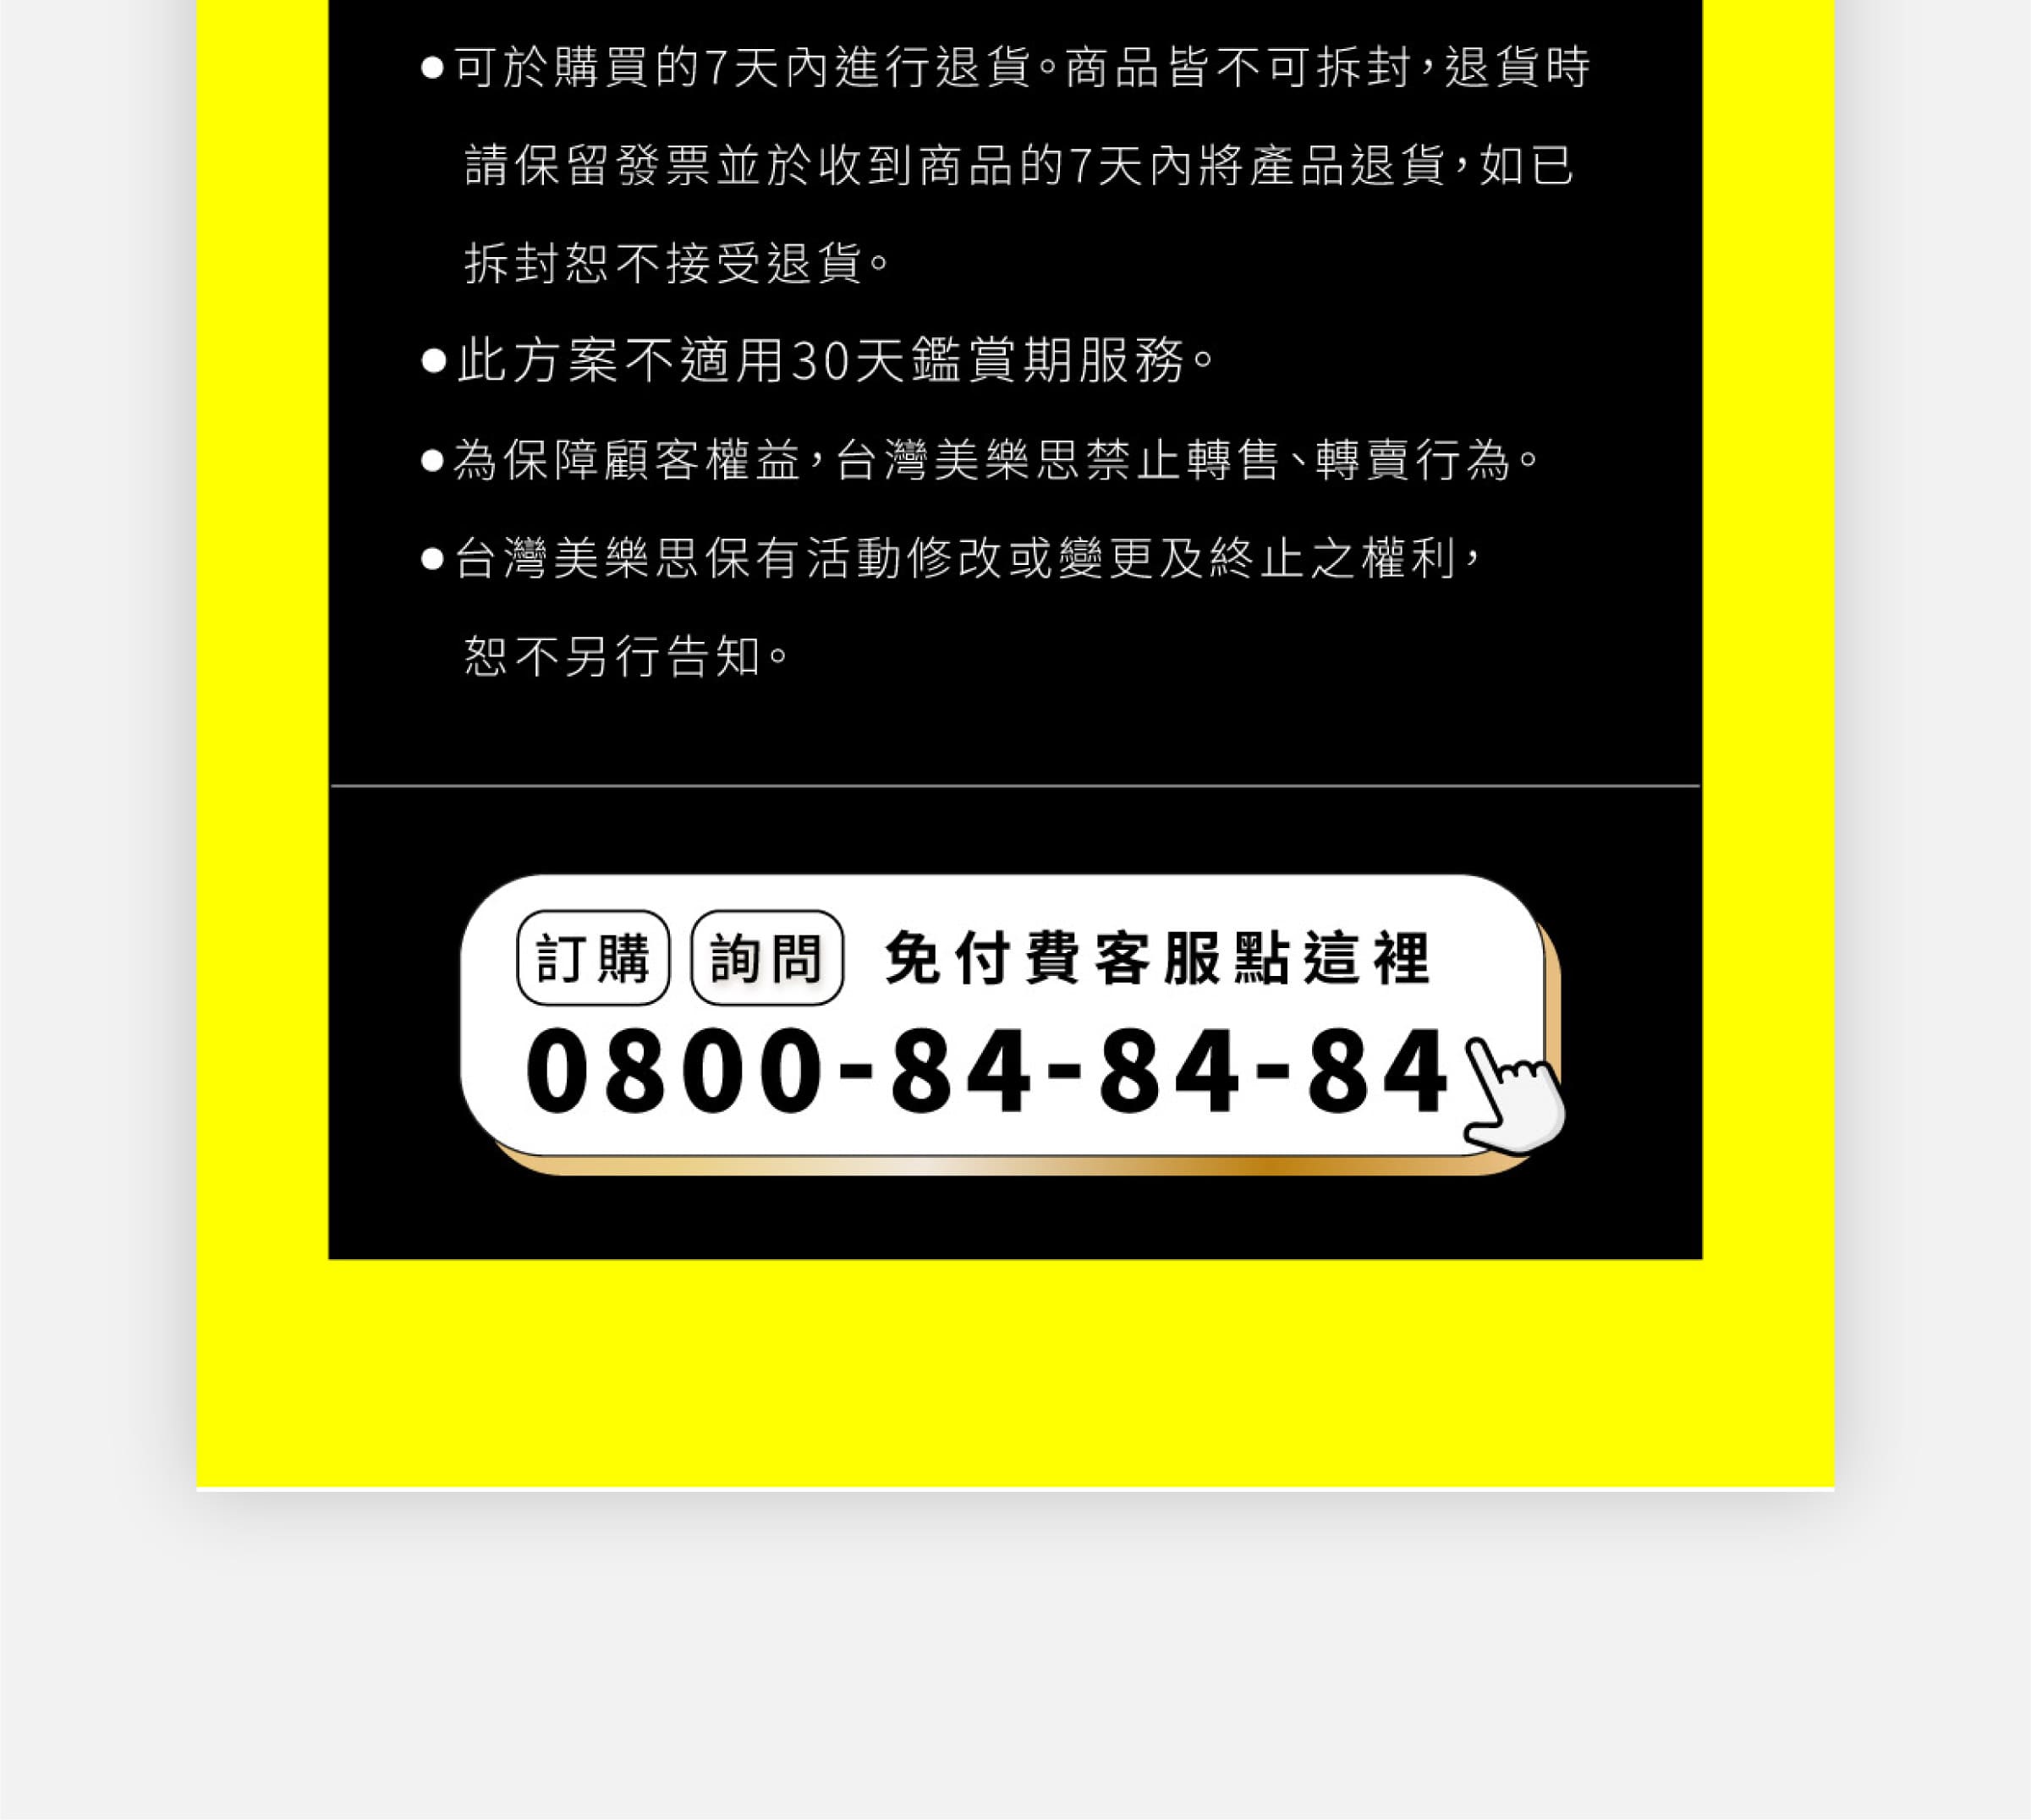 ●可於購買的7天內進行退貨。商品皆不可拆封，退貨時
請保留發票並於收到商品的7天內將產品退貨，如已
拆封恕不接受退貨。
●此方案不適用30天鑑賞期服務。
●為保障顧客權益，台灣美樂思禁止轉售、轉賣行為。
●台灣美樂思保有活動修改或變更及終止之權利，
恕不另行告知。
訂購 詢問 免付費客服點這裡
0800-84-84-84